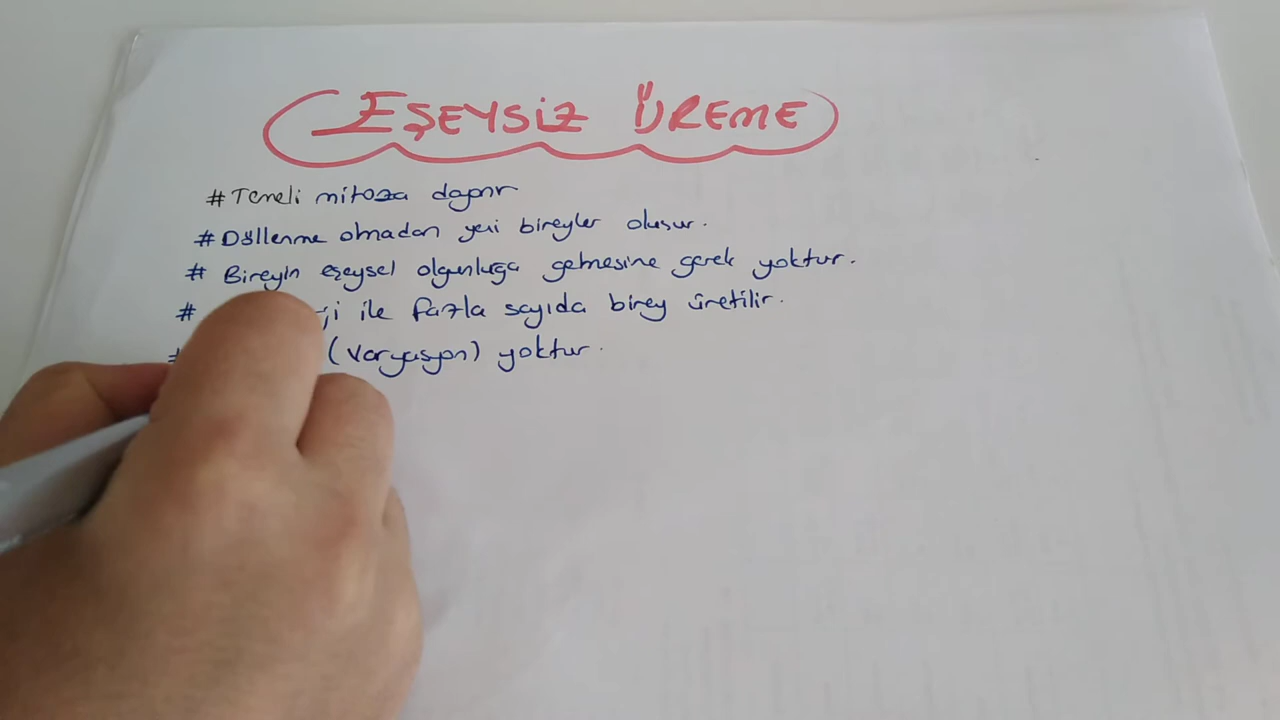 EŞEYSİZ ÜREME
# Temeli mitoza dayanır
# Döllenme olmadan yeni bireyler oluşur.
# Bireyin eşeysel olgunluğa gelmesine gerek yoktur.
# ile fazla sayıda birey üretilir.
# (varyasyon) yoktur.